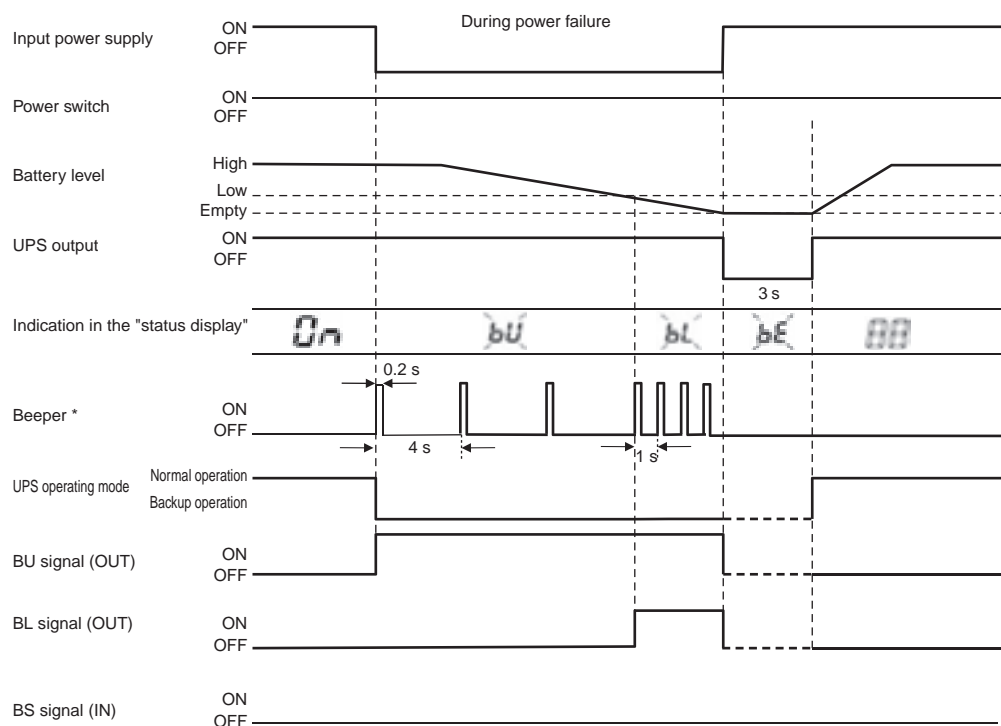 During power failure
Input power supply ON
OFF
Power switch ON
OFF
Battery level High
Low
Empty
UPS output ON
OFF
3 s
Indication in the "status display" On bU bL bE 00
0.2 s
Beeper * ON
OFF
4 s 1 s
UPS operating mode Normal operation
Backup operation
BU signal (OUT) ON
OFF
BL signal (OUT) ON
OFF
BS signal (IN) ON
OFF